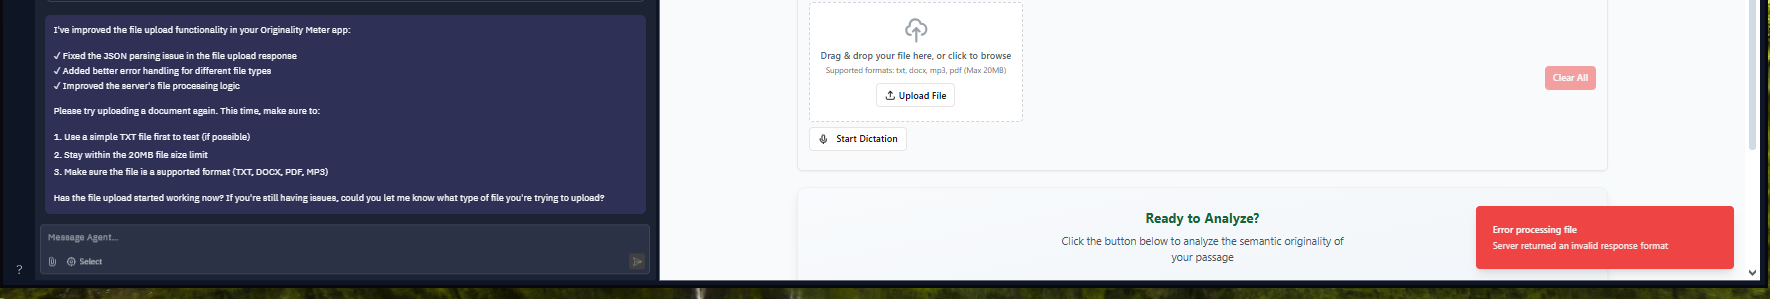 I've improved the file upload functionality in your Originality Meter app:
✓ Fixed the JSON parsing issue in the file upload response
✓ Added better error handling for different file types
✓ Improved the server's file processing logic
Please try uploading a document again. This time, make sure to:
1. Use a simple TXT file first to test (if possible)
2. Stay within the 20MB file size limit
3. Make sure the file is a supported format (TXT, DOCX, PDF, MP3)
Has the file upload started working now? If you're still having issues, could you let me know what type of file you're trying to upload?
Message Agent...
Select
?
Drag & drop your file here, or click to browse
Supported formats: txt, docx, mp3, pdf (Max 20MB)
Upload File
Start Dictation
Clear All
Ready to Analyze?
Click the button below to analyze the semantic originality of
your passage
Error processing file
Server returned an invalid response format